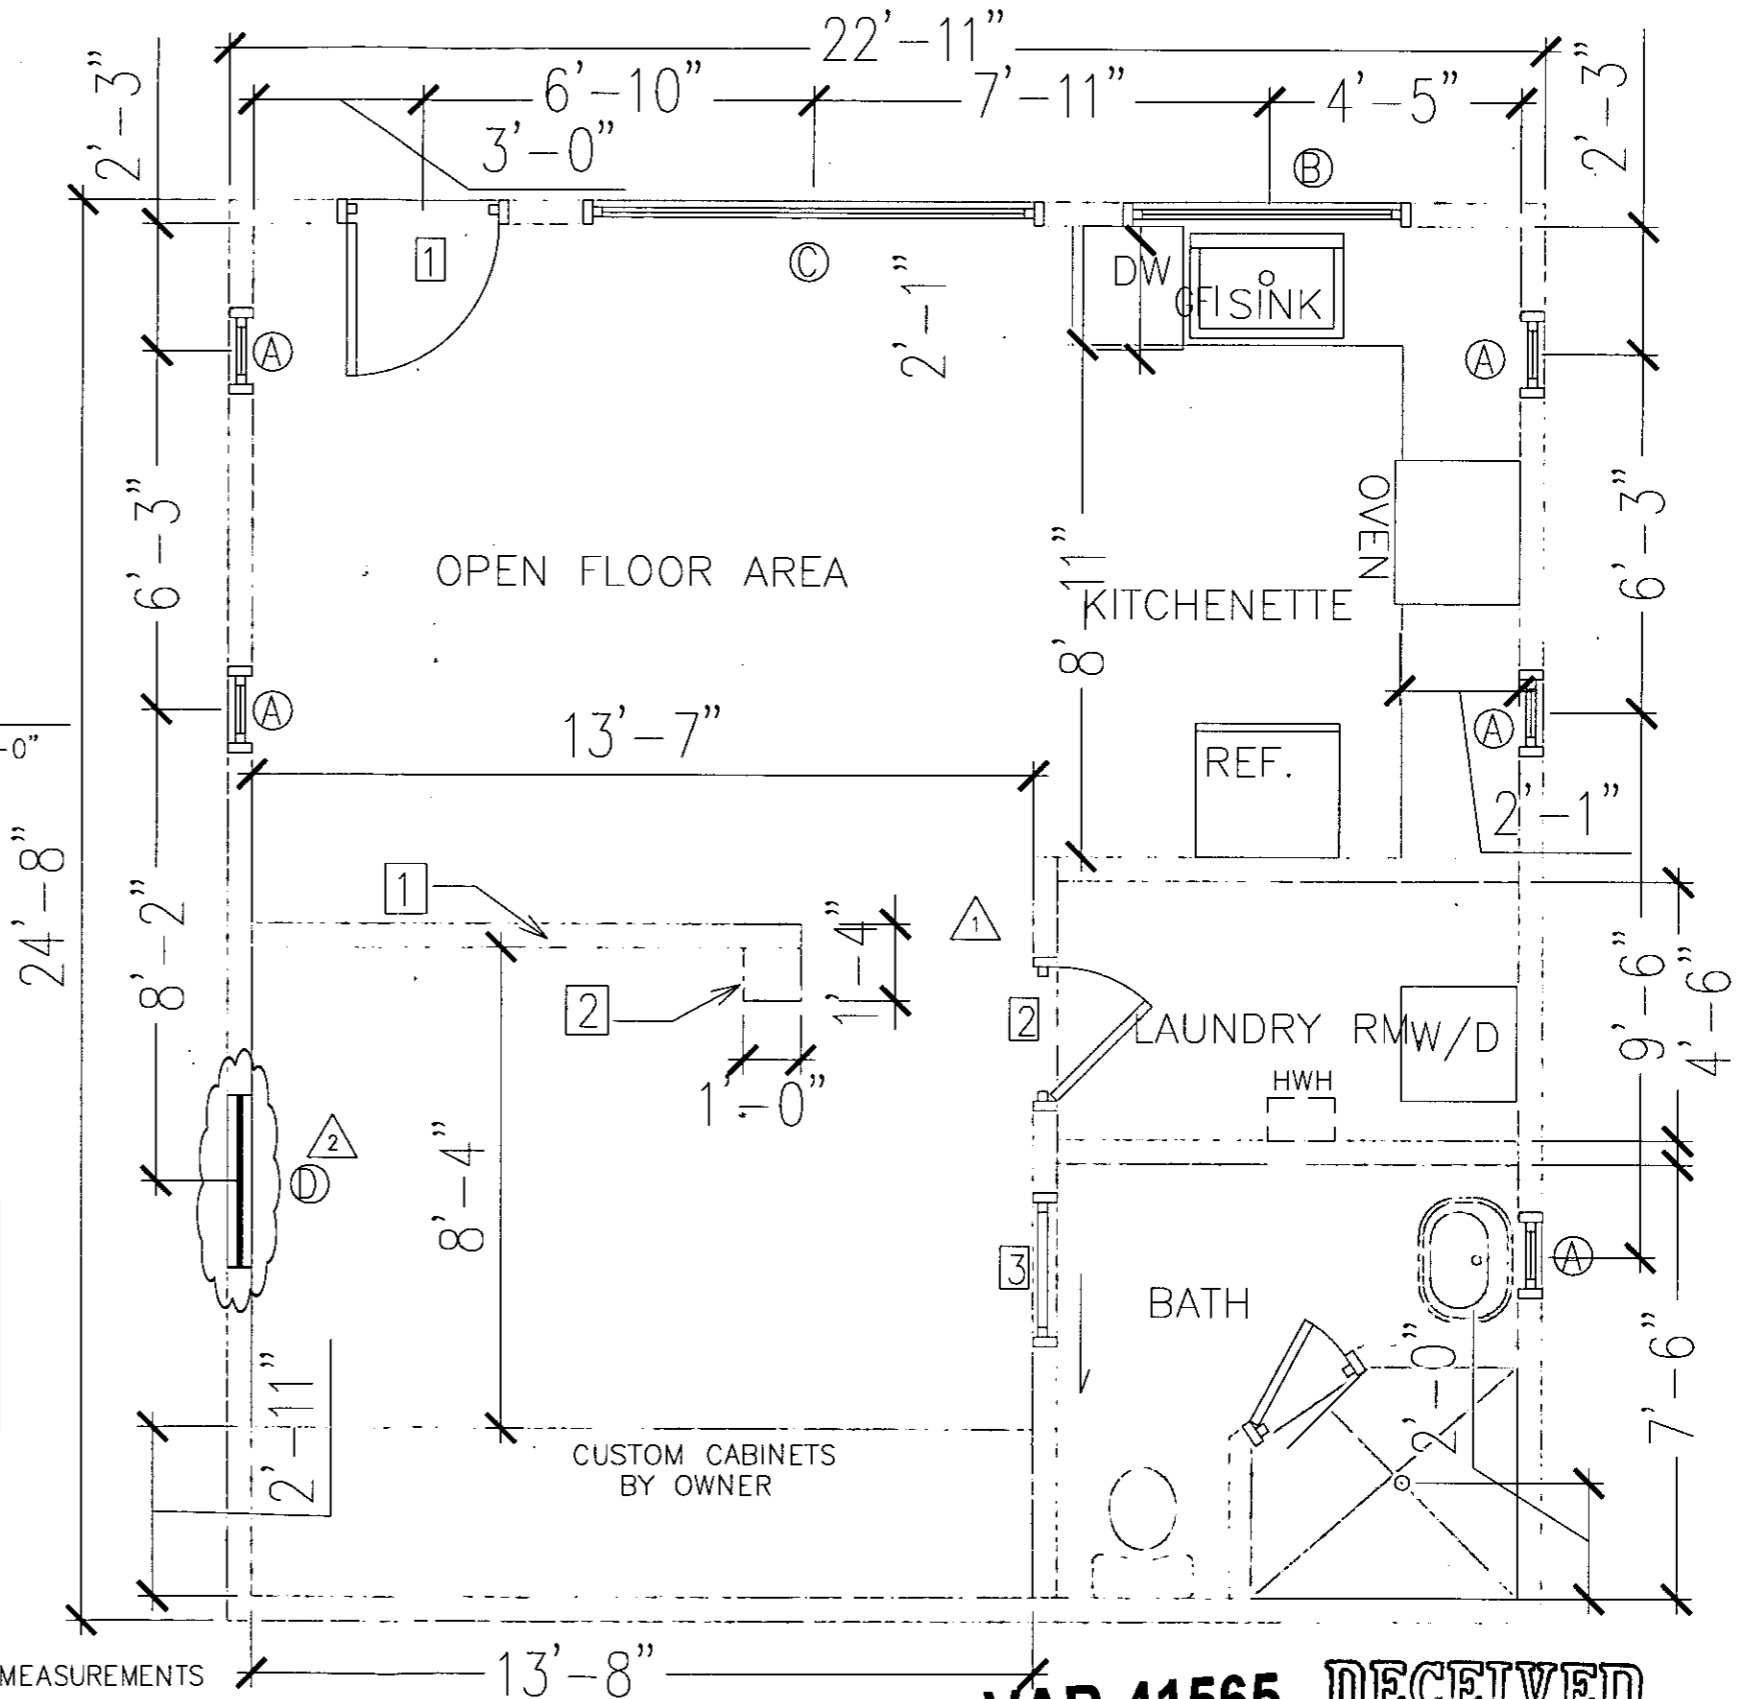 22'-11"
6'-10"
7'-11"
4'-5"
3'-0"
2'-3"
2'-3"
B
1
C
2'-1"
DW
GFI SINK
A
A
6'-3"
OPEN FLOOR AREA
8' 11"
KITCHENETTE
OVEN
6'-3"
A
13'-7"
A
REF.
2'-1"
-0"
24'-8"
8'-2"
1
1'-4"
1
2
2
LAUNDRY RM
W/D
9'-6"
4'-6"
1'-0"
HWH
2
D
8'-4"
3
BATH
A
2'-0"
7'-6"
2'-11"
CUSTOM CABINETS
BY OWNER
MEASUREMENTS
13'-8"
VAR 41565